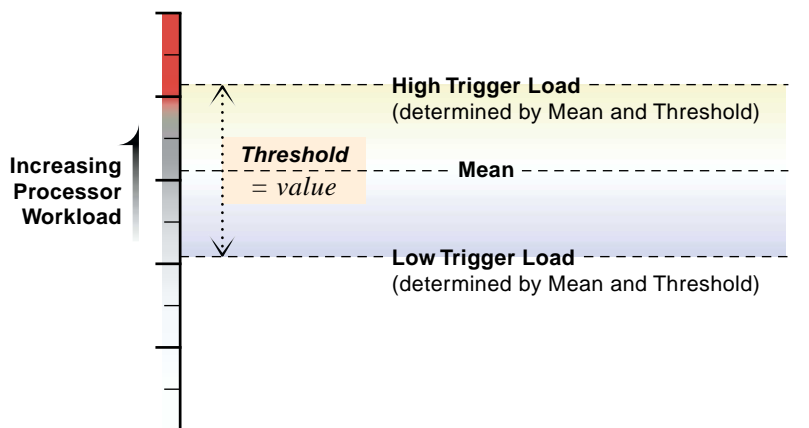 High Trigger Load
(determined by Mean and Threshold)
Threshold
= value
Mean
Increasing
Processor
Workload
Low Trigger Load
(determined by Mean and Threshold)